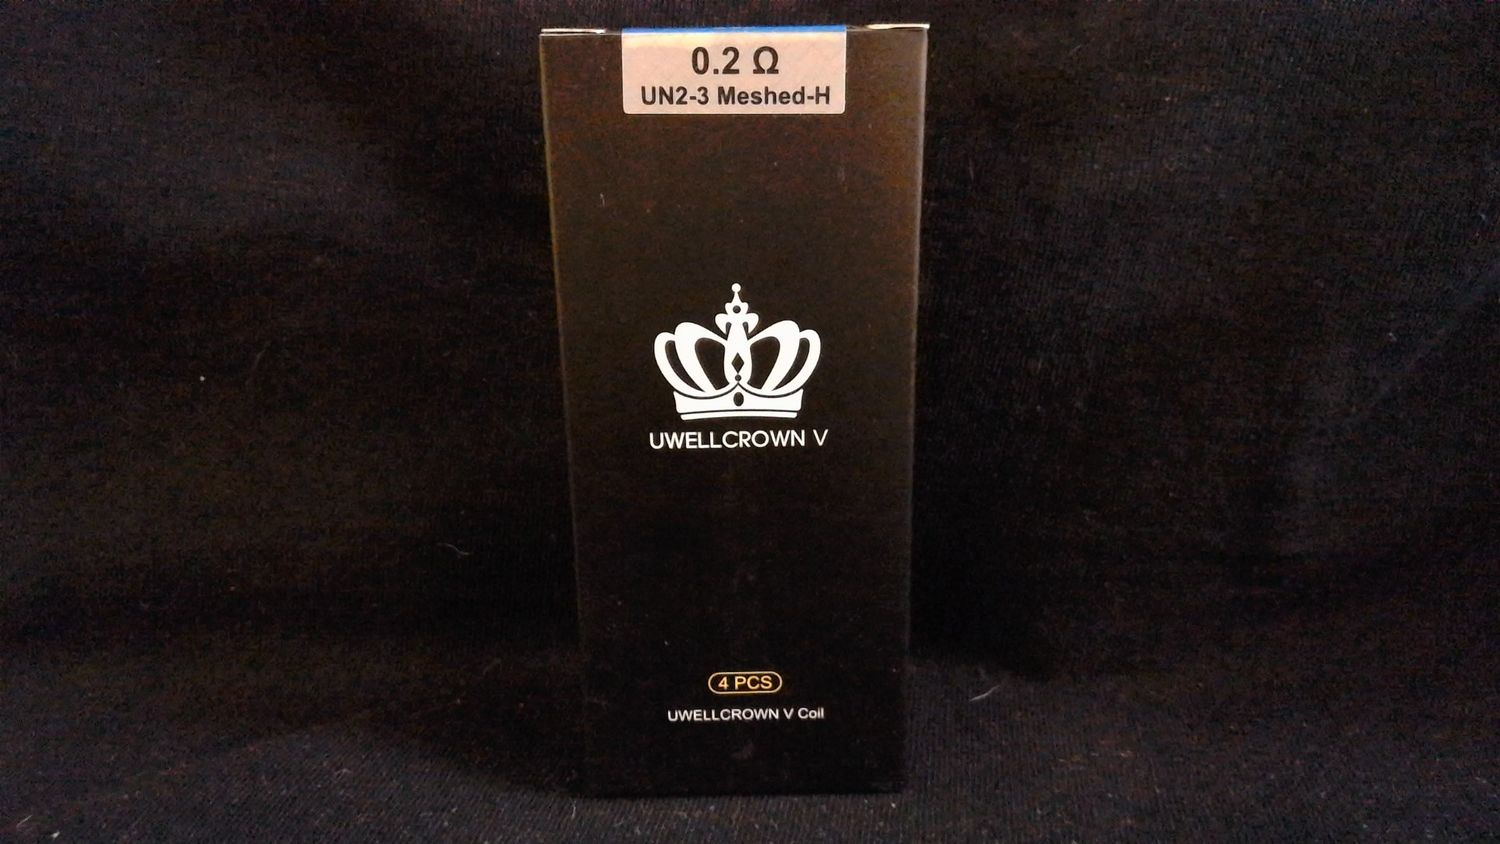 0.2 Ω
UN2-3 Meshed-H
UWELLCROWN V
4 PCS
UWELLCROWN V Coil